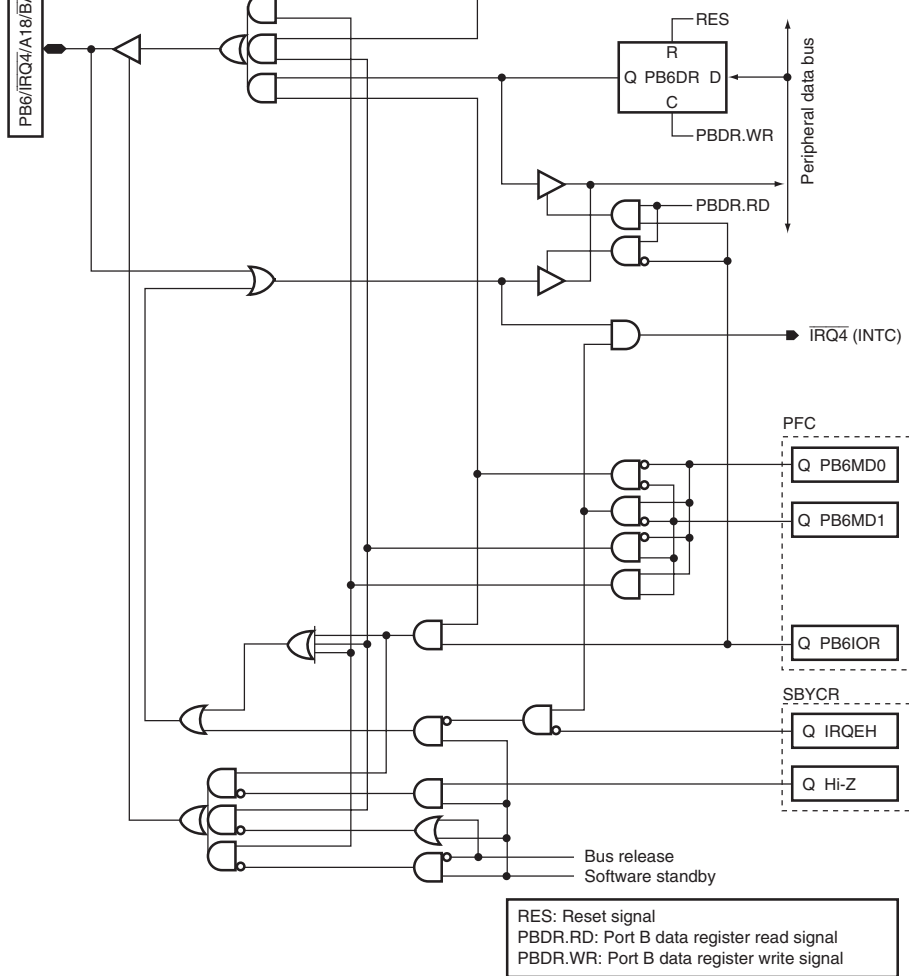 PB6/IRQ4/A18/
RES
R
Q PB6DR D
C
PBDR.WR
Peripheral data bus
PBDR.RD
IRQ4 (INTC)
PFC
Q PB6MD0
Q PB6MD1
Q PB6IOR
SBYCR
Q IRQEH
Q Hi-Z
Bus release
Software standby
RES: Reset signal
PBDR.RD: Port B data register read signal
PBDR.WR: Port B data register write signal